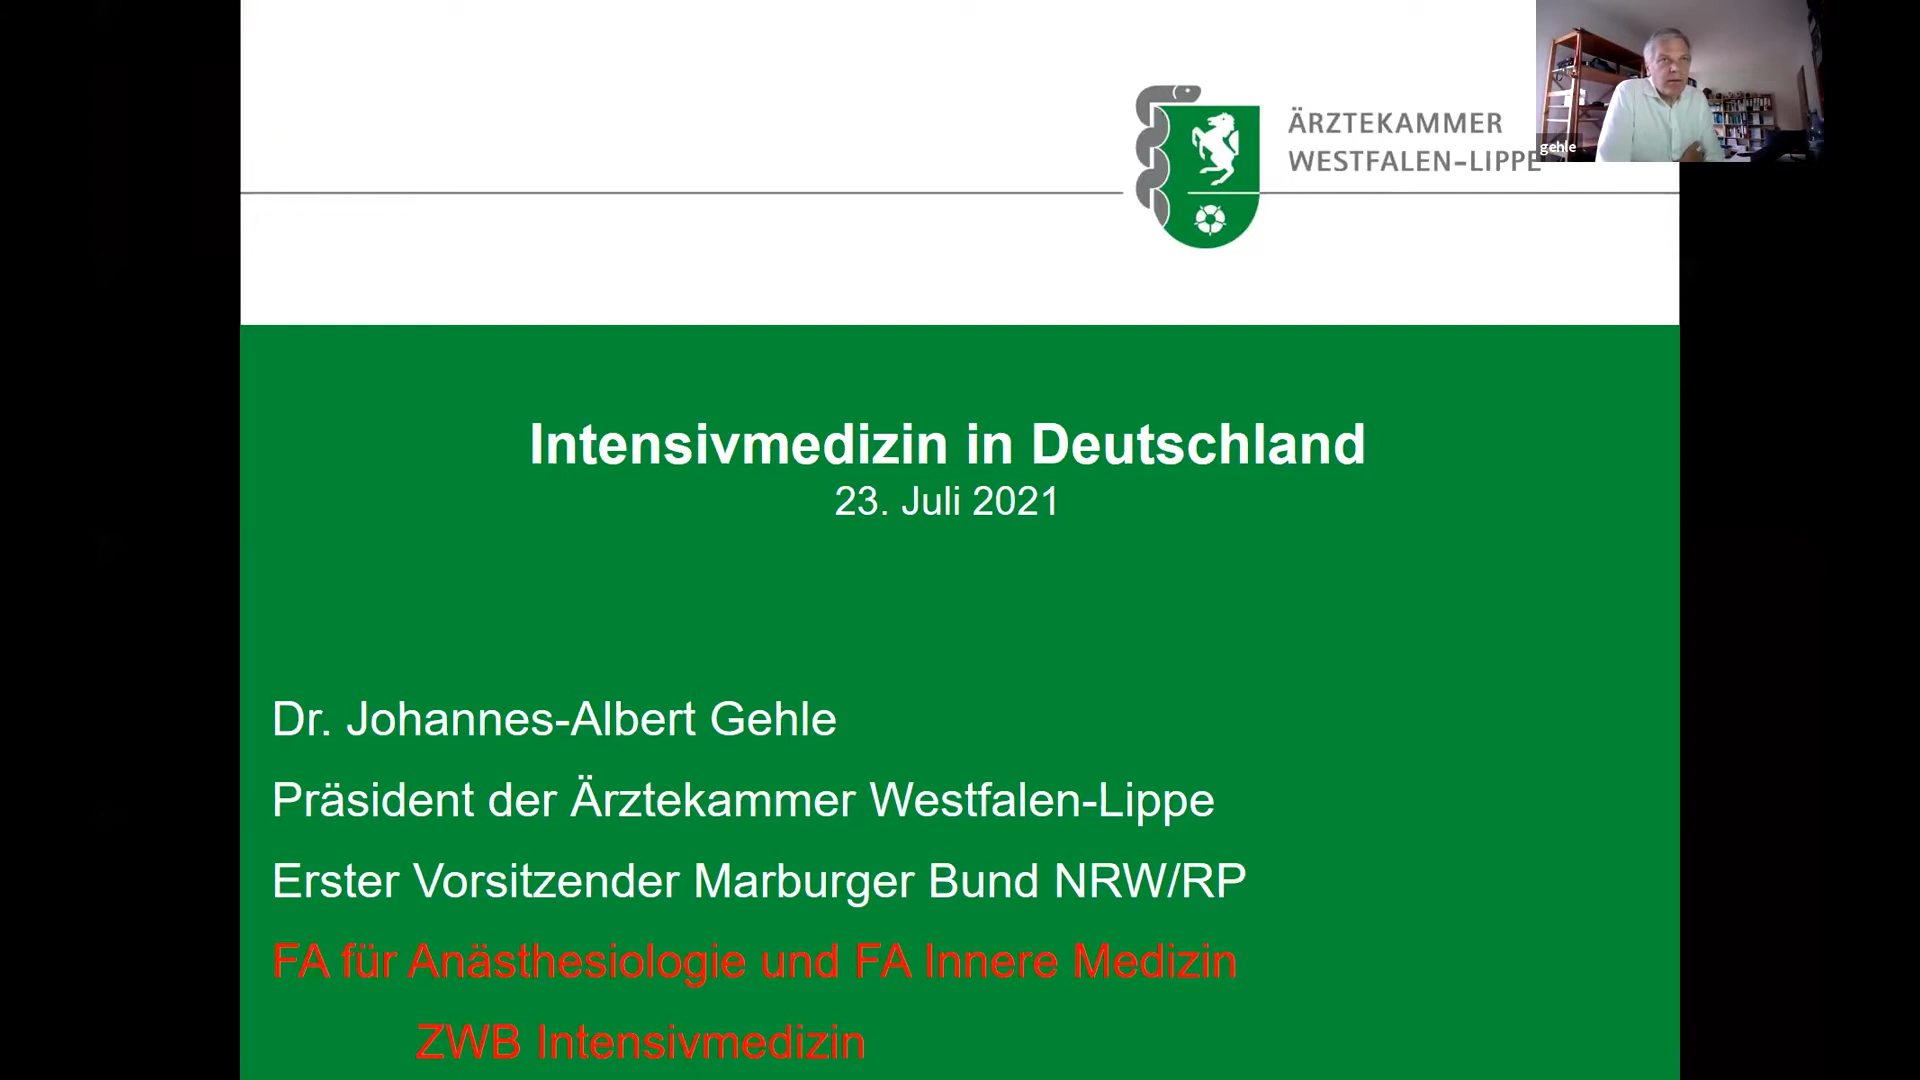 ÄRZTEKAMMER
WESTFALEN-LIPPE
gehle
Intensivmedizin in Deutschland
23. Juli 2021
Dr. Johannes-Albert Gehle
Präsident der Ärztekammer Westfalen-Lippe
Erster Vorsitzender Marburger Bund NRW/RP
FA für Anästhesiologie und FA Innere Medizin
ZWB Intensivmedizin